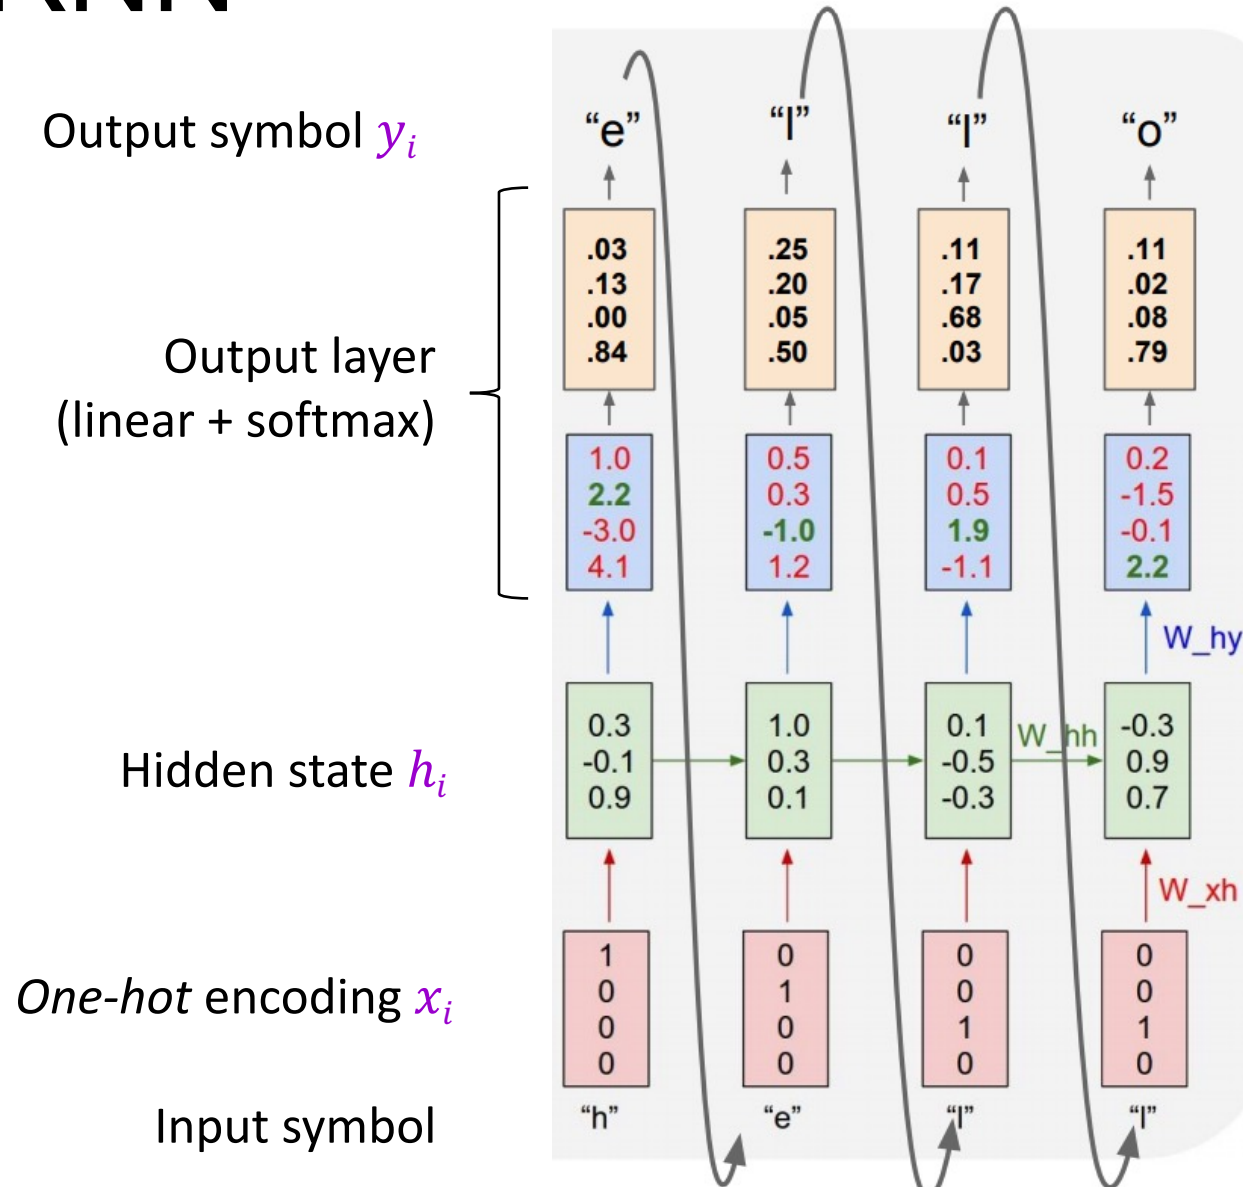 RNN
Output symbol y_i
“e” “l” “l” “o”
Output layer
(linear + softmax)
.03 .25 .11 .11
.13 .20 .17 .02
.00 .05 .68 .08
.84 .50 .03 .79
1.0 0.5 0.1 0.2
2.2 0.3 0.5 -1.5
-3.0 -1.0 1.9 -0.1
4.1 1.2 -1.1 2.2
W_hy
Hidden state h_i
0.3 1.0 0.1 -0.3
-0.1 0.3 -0.5 0.9
0.9 0.1 -0.3 0.7
W_hh
W_xh
One-hot encoding x_i
1 0 0 0
0 1 0 0
0 0 1 1
0 0 0 0
Input symbol
“h” “e” “l” “l”